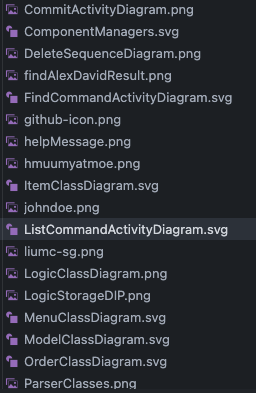 CommitActivityDiagram.png
ComponentManagers.svg
DeleteSequenceDiagram.png
findAlexDavidResult.png
FindCommandActivityDiagram.svg
github-icon.png
helpMessage.png
hmuumyatmoe.png
ItemClassDiagram.svg
johndoe.png
ListCommandActivityDiagram.svg
liumc-sg.png
LogicClassDiagram.png
LogicStorageDIP.png
MenuClassDiagram.svg
ModelClassDiagram.svg
OrderClassDiagram.svg
ParserClasses.png